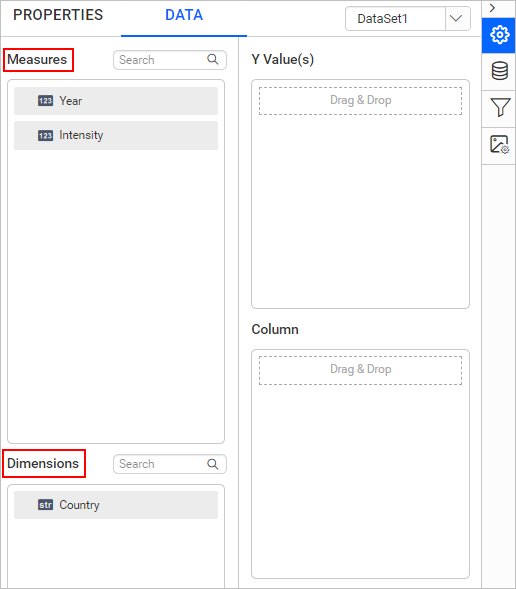 PROPERTIES
DATA
DataSet1
Measures
Search
123 Year
123 Intensity
Dimensions
Search
str Country
Y Value(s)
Drag & Drop
Column
Drag & Drop